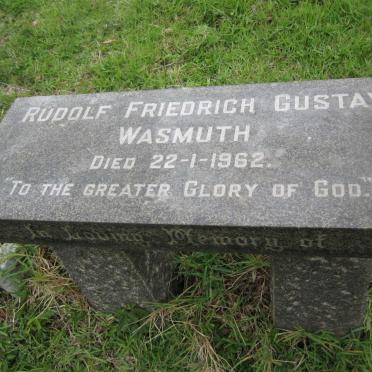 RUDOLF FRIEDRICH GUSTAV
WASMUTH
DIED 22-1-1962.
"TO THE GREATER GLORY OF GOD."
In Loving Memory of